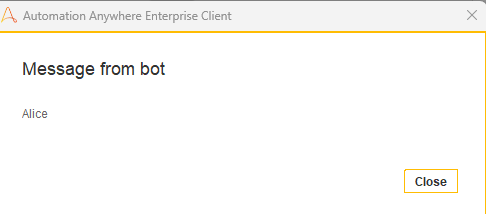 Automation Anywhere Enterprise Client
Message from bot
Alice
Close